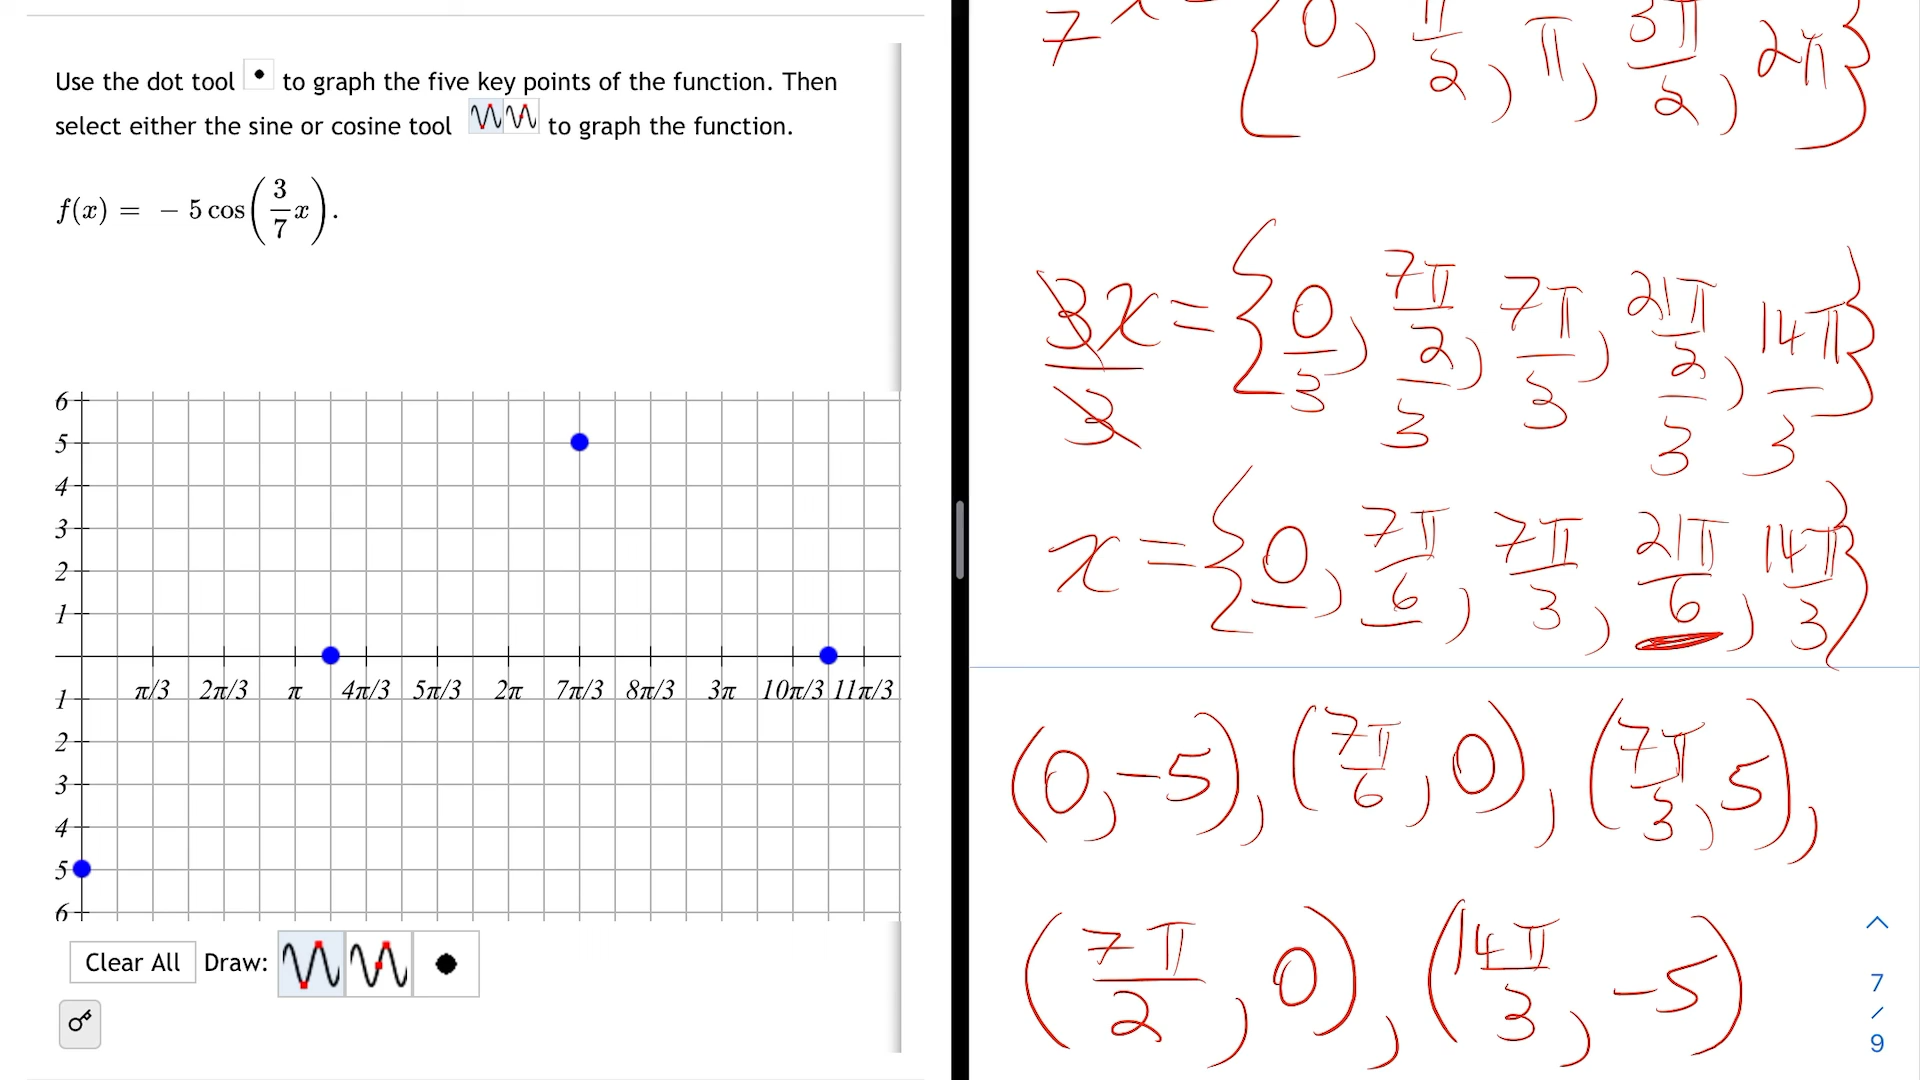 Use the dot tool • to graph the five key points of the function. Then
select either the sine or cosine tool to graph the function.
f(x) = − 5 cos(3/7 x).
6
5
4
3
2
1
π/3 2π/3 π 4π/3 5π/3 2π 7π/3 8π/3 3π 10π/3 11π/3
1
2
3
4
5
6
Clear All Draw:
7 x = {0, π/2, π, 3π/2, 2π}
3x/3 = {0/3, 7π/2/3, 7π/3, 21π/2/3, 14π/3}
x = {0, 7π/6, 7π/3, 21π/6, 14π/3}
(0, −5), (7π/6, 0), (7π/3, 5),
(7π/2, 0), (14π/3, −5)
7
/
9